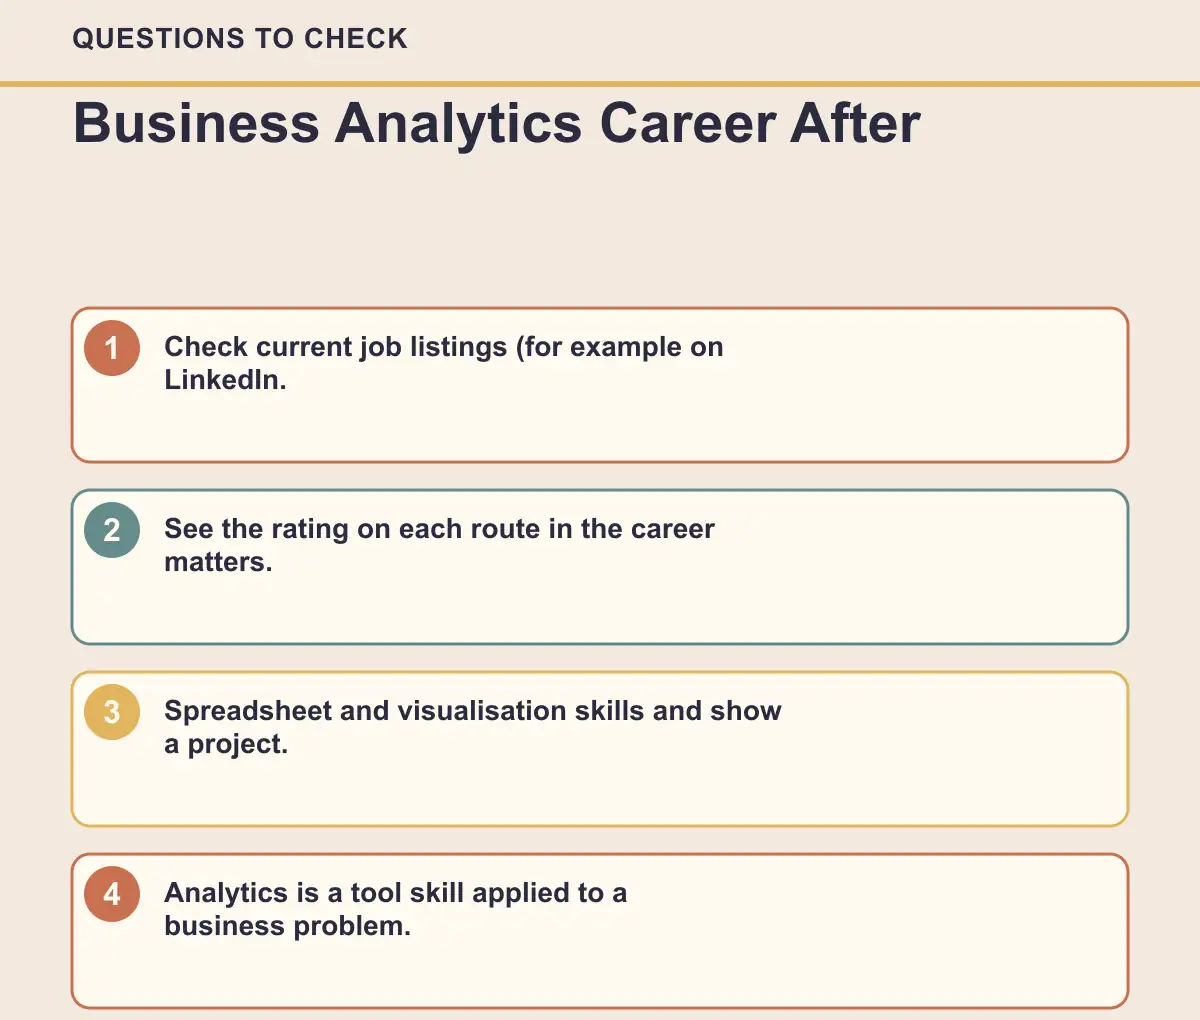 QUESTIONS TO CHECK
Business Analytics Career After
1
Check current job listings (for example on
LinkedIn.
2
See the rating on each route in the career
matters.
3
Spreadsheet and visualisation skills and show
a project.
4
Analytics is a tool skill applied to a
business problem.